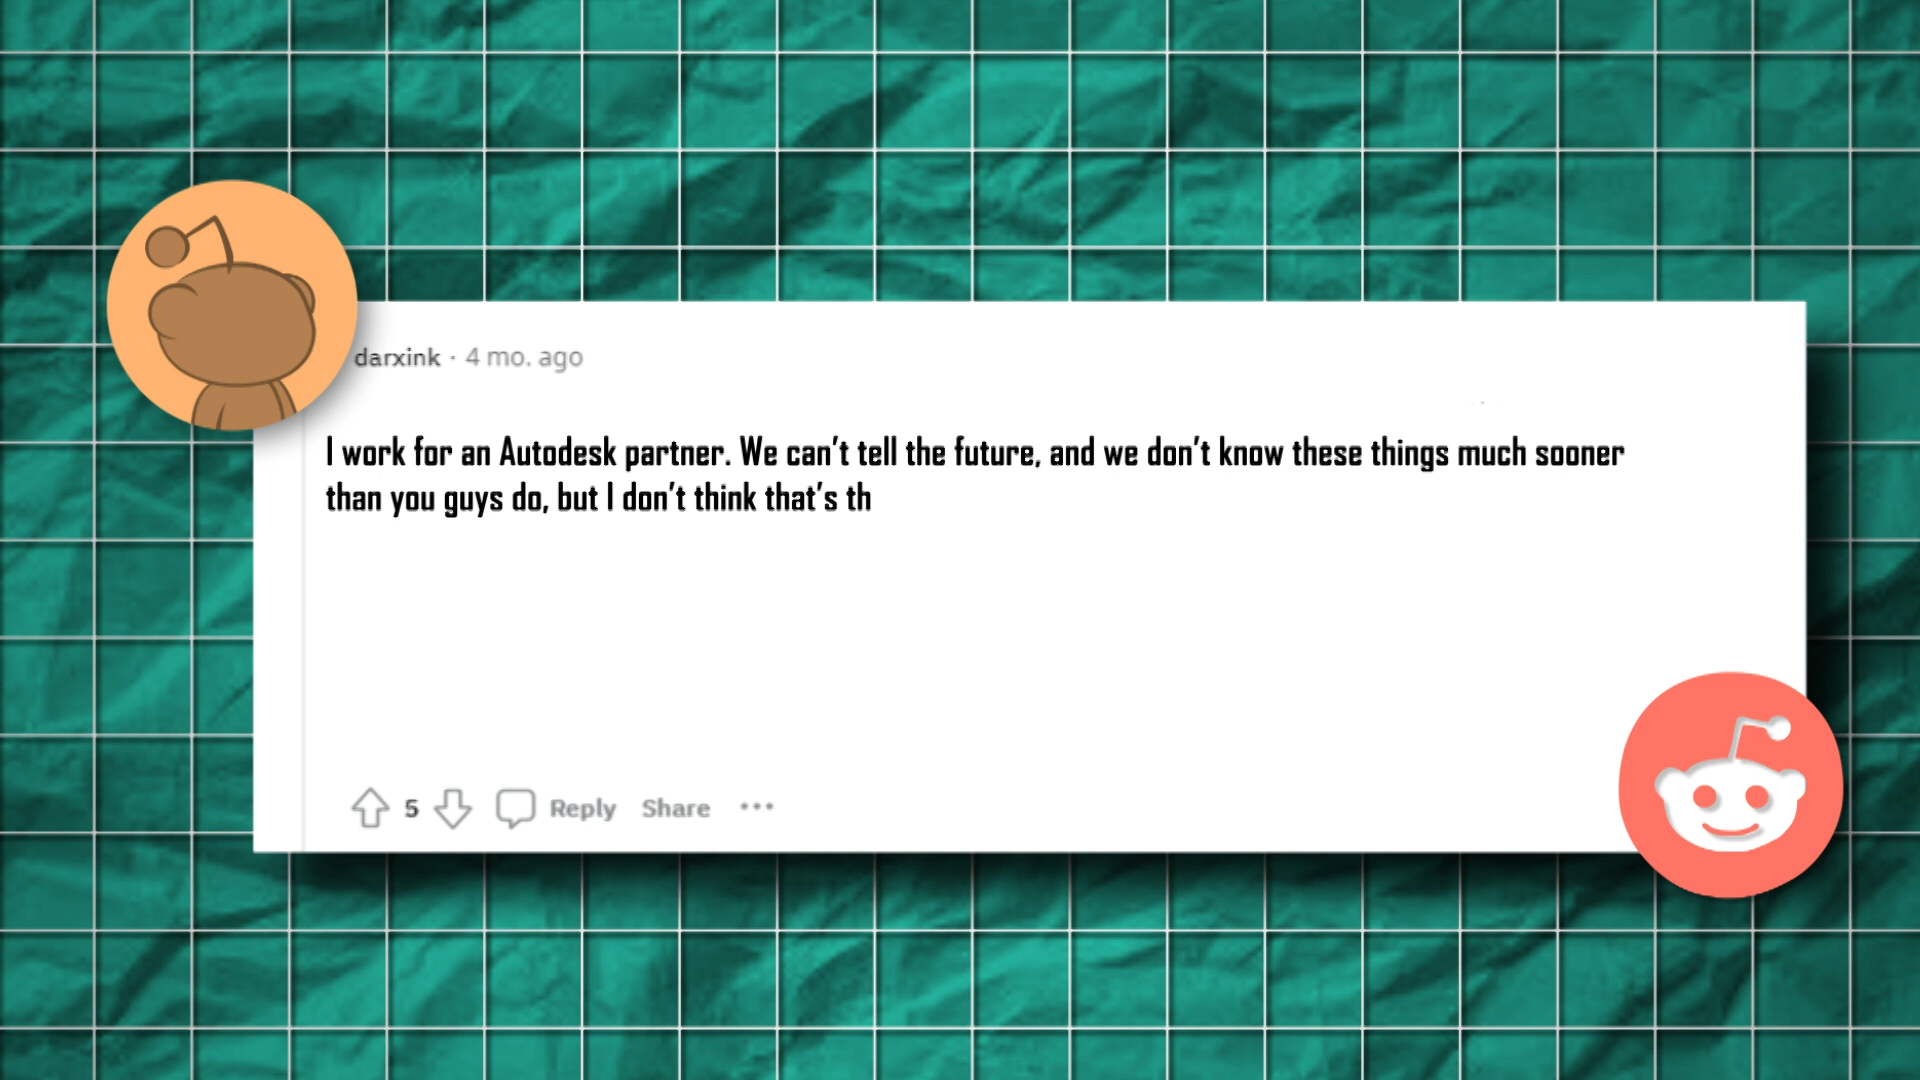 darxink · 4 mo. ago
I work for an Autodesk partner. We can't tell the future, and we don't know these things much sooner
than you guys do, but I don't think that's th
5 Reply Share ···